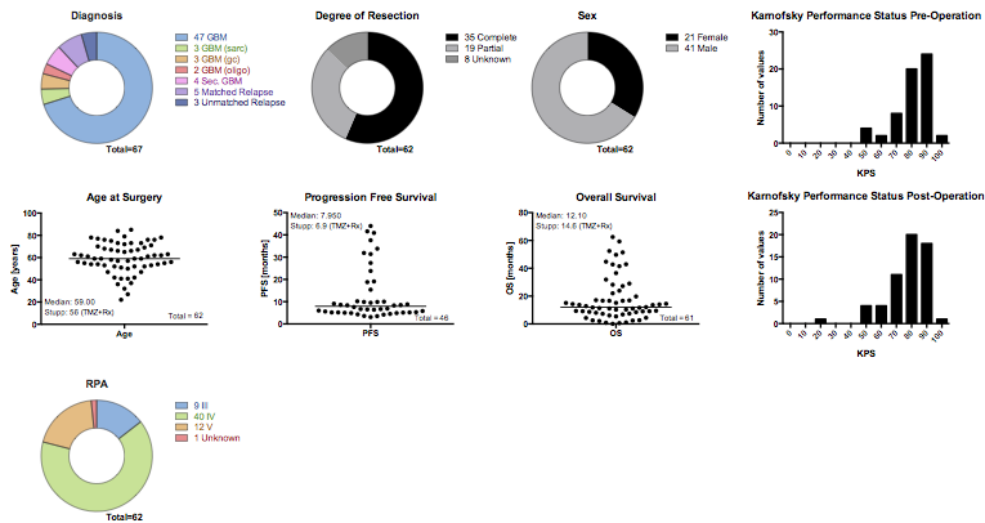 Diagnosis
47 GBM
3 GBM (sarc)
3 GBM (gc)
2 GBM (oligo)
4 Sec. GBM
5 Matched Relapse
3 Unmatched Relapse
Total=67
Degree of Resection
35 Complete
19 Partial
8 Unknown
Total=62
Sex
21 Female
41 Male
Total=62
Karnofsky Performance Status Pre-Operation
Number of values
30
20
10
0
0 10 20 30 40 50 60 70 80 90 100
KPS
Age at Surgery
Age [years]
100
80
60
40
20
0
Median: 59.00
Stupp: 56 (TMZ+Rx)
Total = 62
Age
Progression Free Survival
PFS [months]
50
40
30
20
10
0
Median: 7.950
Stupp: 6.9 (TMZ+Rx)
Total = 46
PFS
Overall Survival
OS [months]
80
60
40
20
0
Median: 12.10
Stupp: 14.6 (TMZ+Rx)
Total = 61
OS
Karnofsky Performance Status Post-Operation
Number of values
25
20
15
10
5
0
0 10 20 30 40 50 60 70 80 90 100
KPS
RPA
9 III
40 IV
12 V
1 Unknown
Total=62